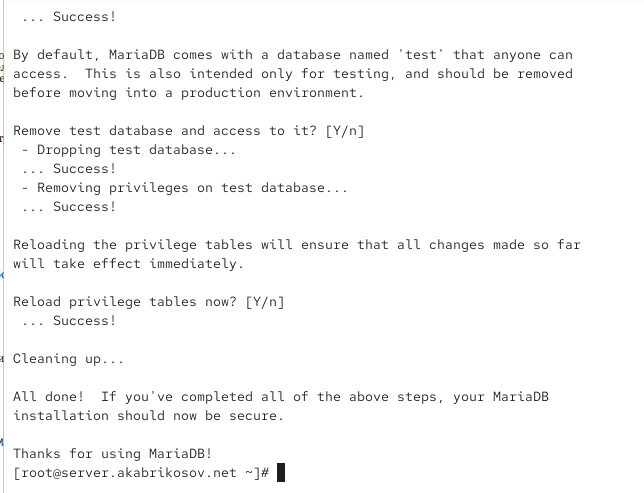 ... Success!
By default, MariaDB comes with a database named 'test' that anyone can
access.  This is also intended only for testing, and should be removed
before moving into a production environment.
Remove test database and access to it? [Y/n]
- Dropping test database...
... Success!
- Removing privileges on test database...
... Success!
Reloading the privilege tables will ensure that all changes made so far
will take effect immediately.
Reload privilege tables now? [Y/n]
... Success!
Cleaning up...
All done!  If you've completed all of the above steps, your MariaDB
installation should now be secure.
Thanks for using MariaDB!
[root@server.akabrikosov.net ~]#